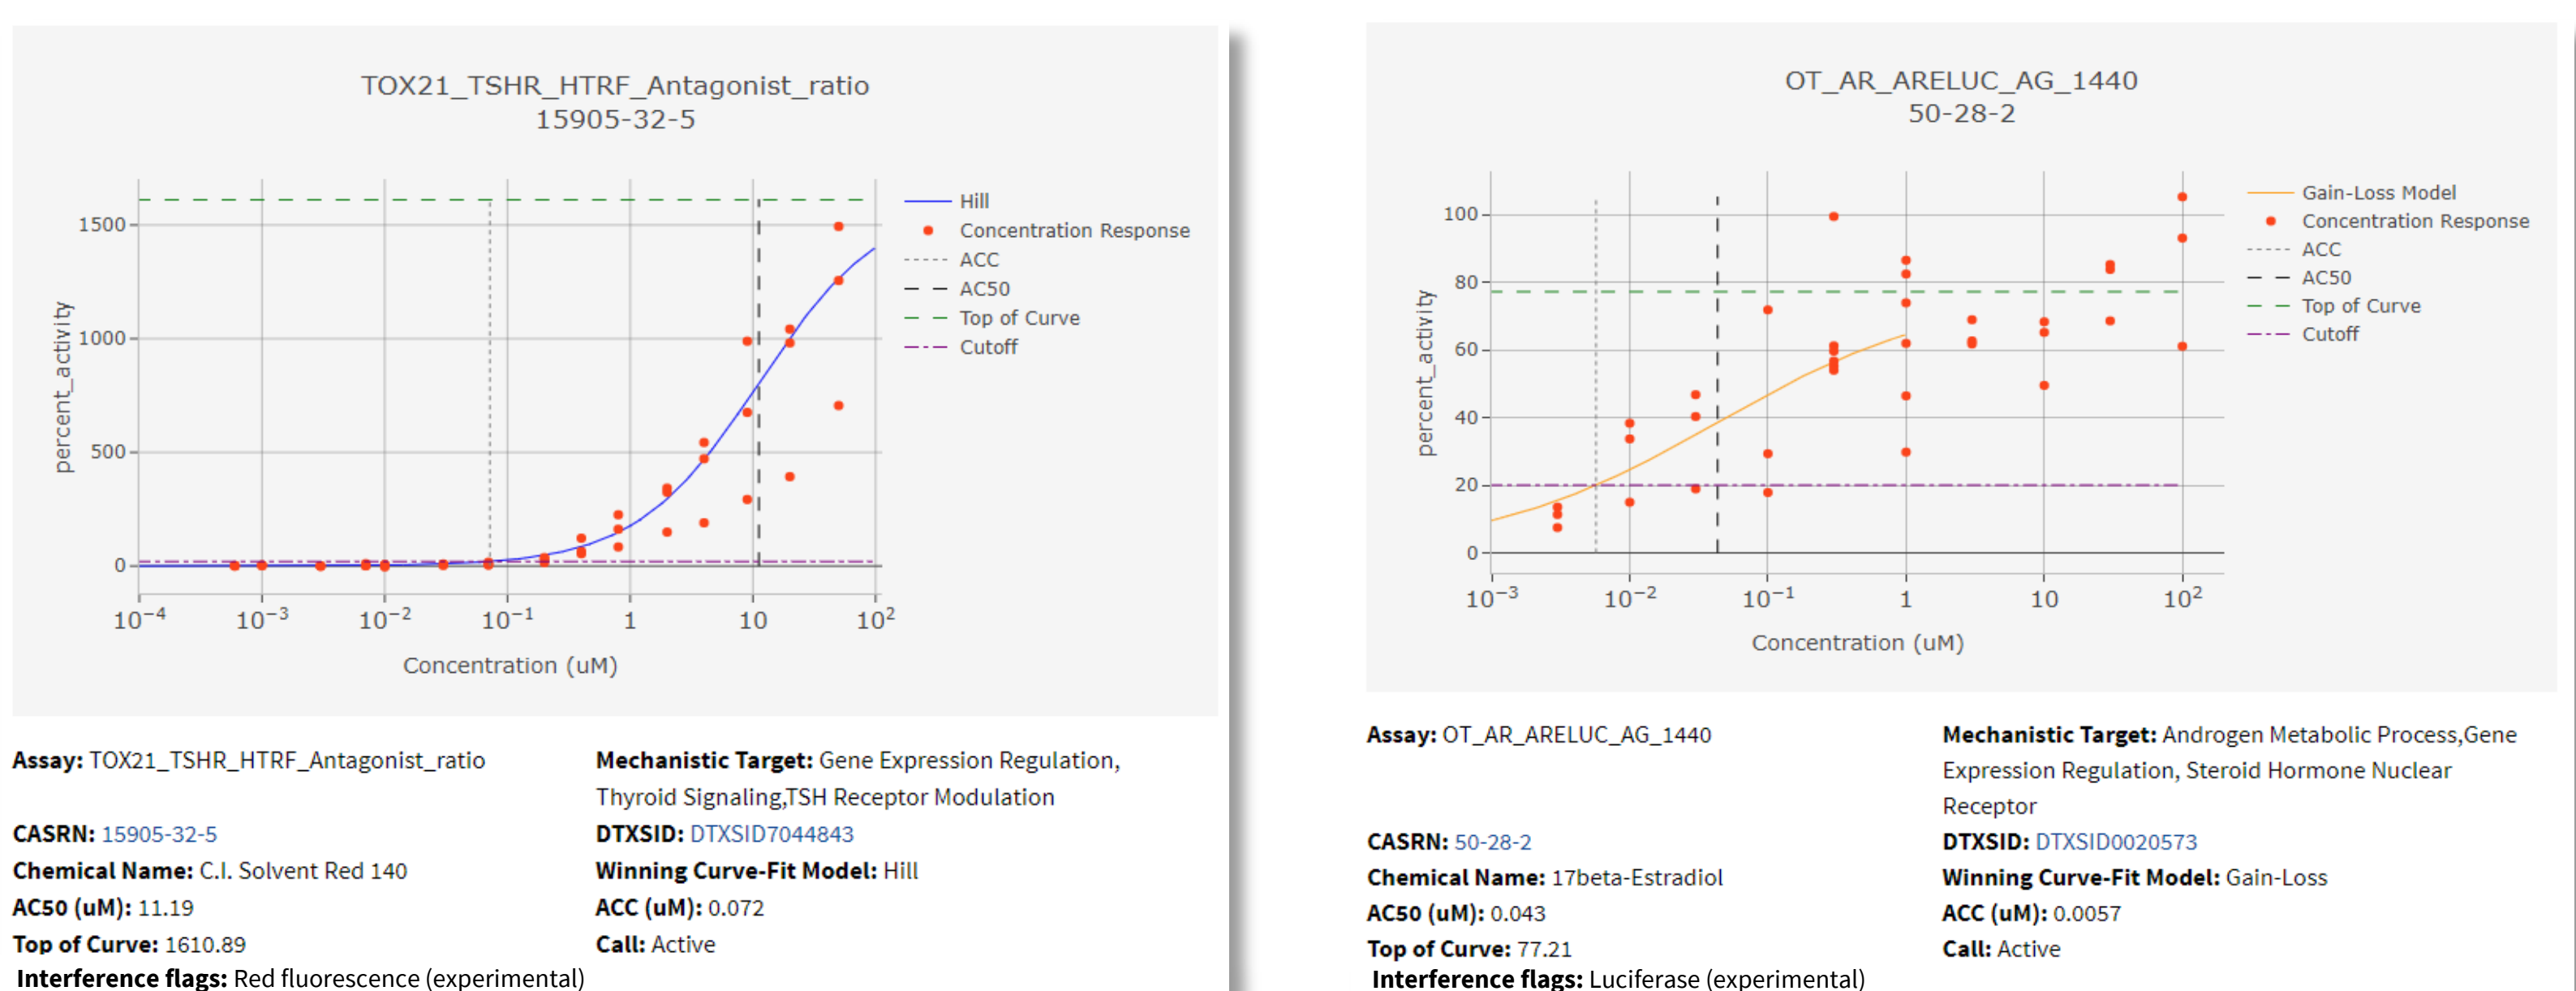 TOX21_TSHR_HTRF_Antagonist_ratio
15905-32-5
percent_activity
1500
1000
500
0
10⁻⁴ 10⁻³ 10⁻² 10⁻¹ 1 10 10²
Concentration (uM)
Hill
Concentration Response
ACC
AC50
Top of Curve
Cutoff
Assay: TOX21_TSHR_HTRF_Antagonist_ratio
Mechanistic Target: Gene Expression Regulation,
Thyroid Signaling,TSH Receptor Modulation
CASRN: 15905-32-5
DTXSID: DTXSID7044843
Chemical Name: C.I. Solvent Red 140
Winning Curve-Fit Model: Hill
AC50 (uM): 11.19
ACC (uM): 0.072
Top of Curve: 1610.89
Call: Active
Interference flags: Red fluorescence (experimental)
OT_AR_ARELUC_AG_1440
50-28-2
percent_activity
100
80
60
40
20
0
10⁻³ 10⁻² 10⁻¹ 1 10 10²
Concentration (uM)
Gain-Loss Model
Concentration Response
ACC
AC50
Top of Curve
Cutoff
Assay: OT_AR_ARELUC_AG_1440
Mechanistic Target: Androgen Metabolic Process,Gene
Expression Regulation, Steroid Hormone Nuclear
Receptor
CASRN: 50-28-2
DTXSID: DTXSID0020573
Chemical Name: 17beta-Estradiol
Winning Curve-Fit Model: Gain-Loss
AC50 (uM): 0.043
ACC (uM): 0.0057
Top of Curve: 77.21
Call: Active
Interference flags: Luciferase (experimental)